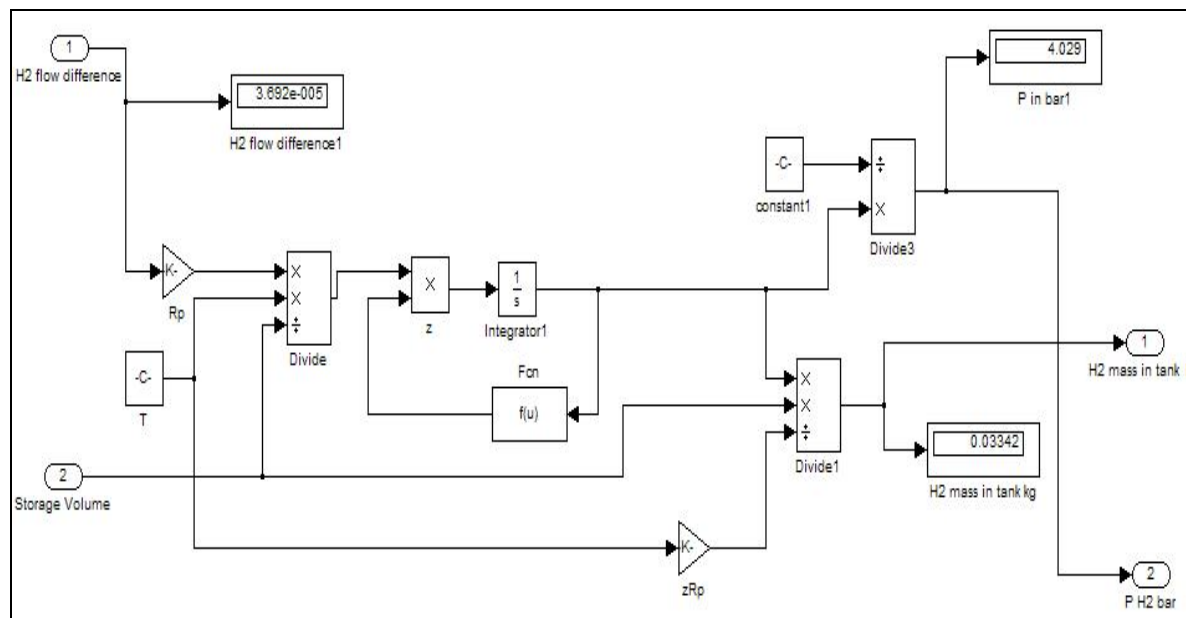 1
H2 flow difference
3.692e-005
H2 flow difference1
4.029
P in bar1
-C-
constant1
÷
X
Divide3
K-
Rp
X
X
÷
Divide
X
z
1
s
Integrator1
-C-
T
Fcn
f(u)
X
X
÷
Divide1
1
H2 mass in tank
0.03342
H2 mass in tank kg
2
Storage Volume
K-
zRp
2
P H2 bar